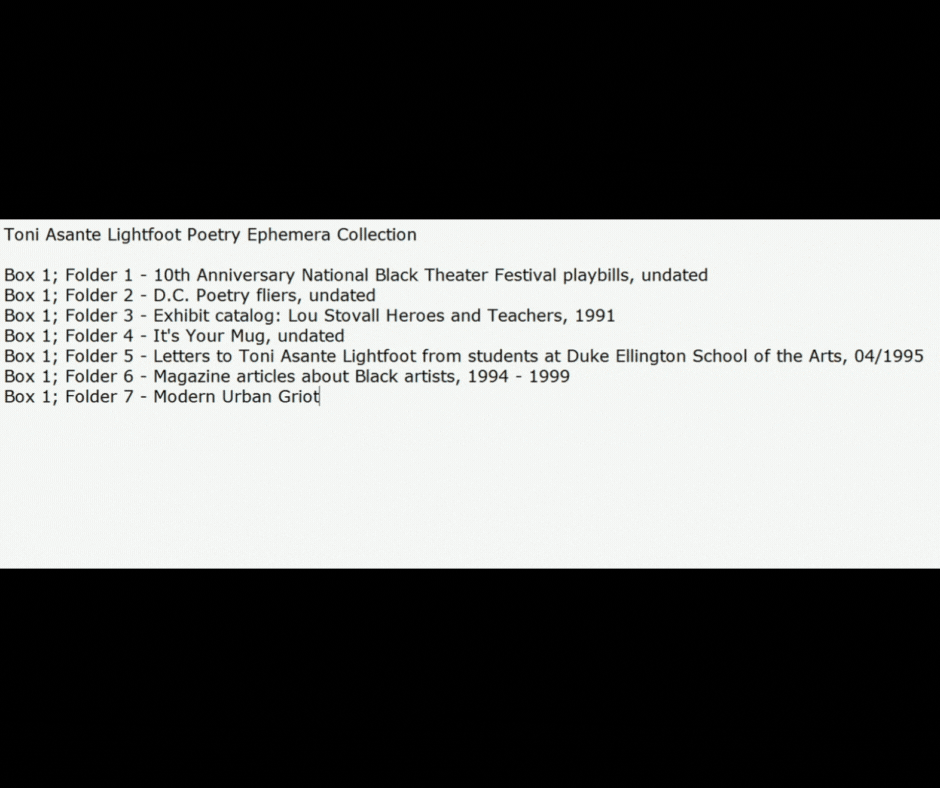 Toni Asante Lightfoot Poetry Ephemera Collection
Box 1; Folder 1 - 10th Anniversary National Black Theater Festival playbills, undated
Box 1; Folder 2 - D.C. Poetry fliers, undated
Box 1; Folder 3 - Exhibit catalog: Lou Stovall Heroes and Teachers, 1991
Box 1; Folder 4 - It's Your Mug, undated
Box 1; Folder 5 - Letters to Toni Asante Lightfoot from students at Duke Ellington School of the Arts, 04/1995
Box 1; Folder 6 - Magazine articles about Black artists, 1994 - 1999
Box 1; Folder 7 - Modern Urban Griot